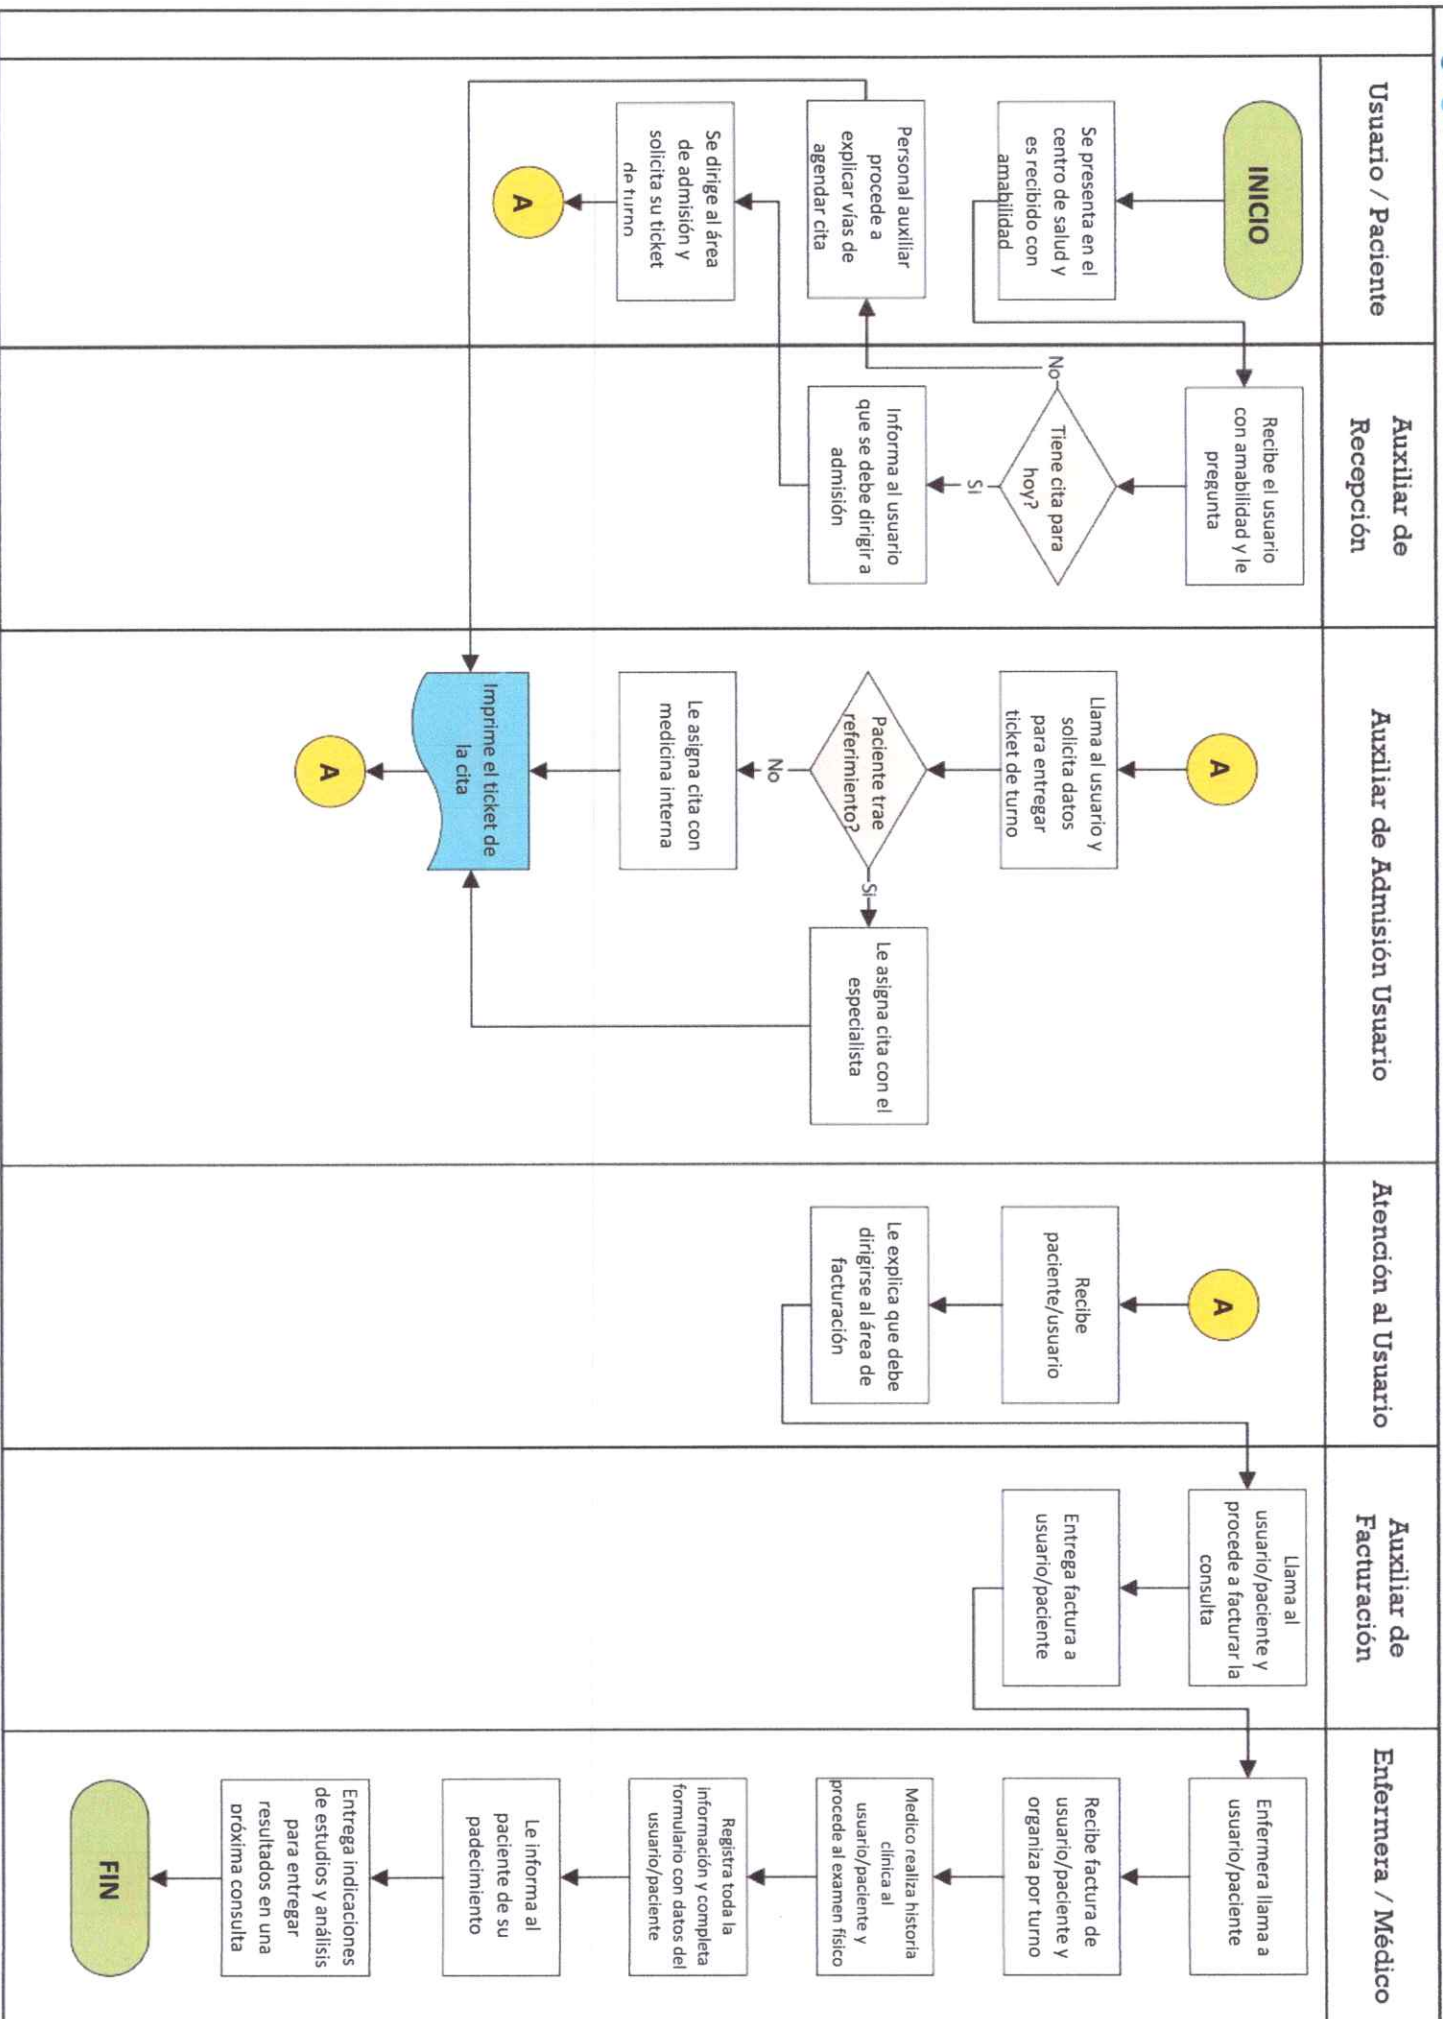 Usuario / Paciente
INICIO
Se presenta en el
centro de salud y
es recibido con
amabilidad
Personal auxiliar
procede a
explicar vías de
agendar cita
Se dirige al área
de admisión y
solicita su ticket
de turno
A
Auxiliar de
Recepción
Recibe el usuario
con amabilidad y le
pregunta
Tiene cita para
hoy?
No
Si
Informa al usuario
que se debe dirigir a
admisión
Auxiliar de Admisión Usuario
A
Llama al usuario y
solicita datos
para entregar
ticket de turno
Paciente trae
referimiento?
Si
No
Le asigna cita con el
especialista
Le asigna cita con
medicina interna
Imprime el ticket de
la cita
A
Atención al Usuario
A
Recibe
paciente/usuario
Le explica que debe
dirigirse al área de
facturación
Auxiliar de
Facturación
Llama al
usuario/paciente y
procede a facturar la
consulta
Entrega factura a
usuario/paciente
Enfermera / Médico
Enfermera llama a
usuario/paciente
Recibe factura de
usuario/paciente y
organiza por turno
Medico realiza historia
clínica al
usuario/paciente y
procede al examen físico
Registra toda la
información y completa
formulario con datos del
usuario/paciente
Le informa al
paciente de su
padecimiento
Entrega indicaciones
de estudios y análisis
para entregar
resultados en una
próxima consulta
FIN